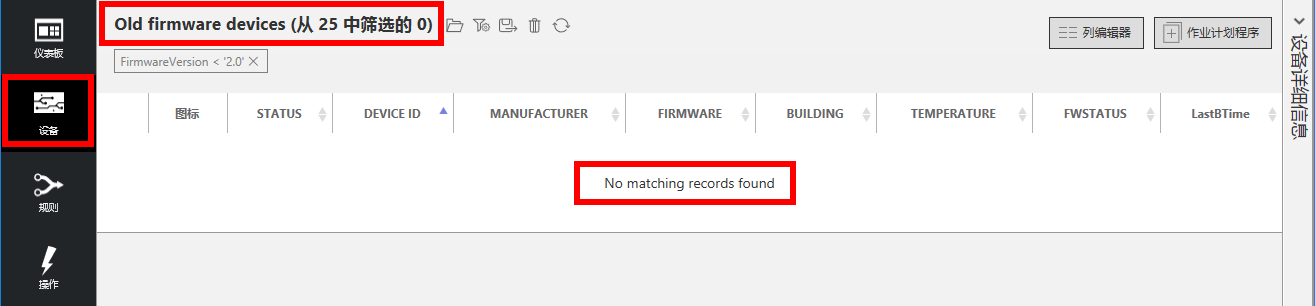 仪表板
设备
规则
操作
Old firmware devices (从 25 中筛选的 0)
列编辑器
作业计划程序
FirmwareVersion < '2.0' ×
图标 STATUS DEVICE ID MANUFACTURER FIRMWARE BUILDING TEMPERATURE FWSTATUS LastBTime
No matching records found
设备详细信息